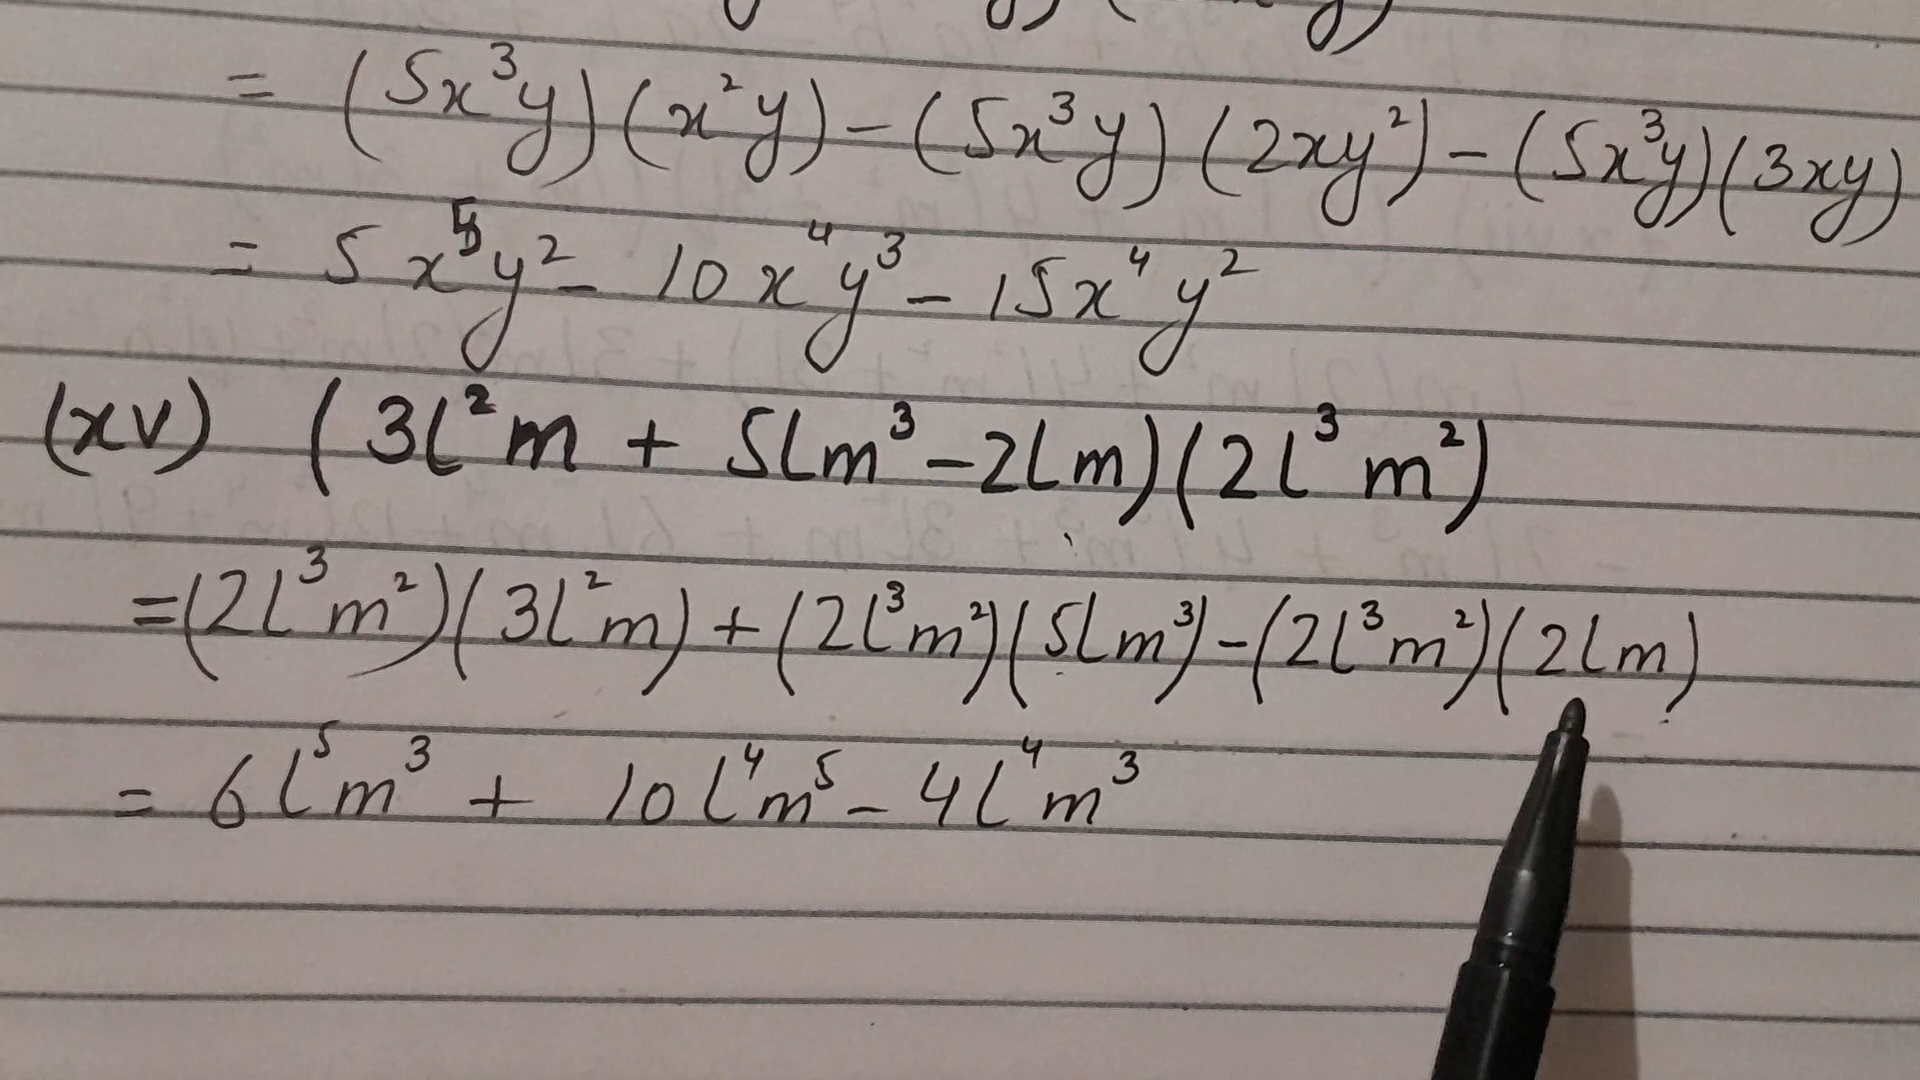 = (5x³y)(x²y) - (5x³y)(2xy²) - (5x³y)(3xy)
= 5x⁵y² - 10x⁴y³ - 15x⁴y²
(xv) (3l²m + 5lm³ - 2lm)(2l³m²)
= (2l³m²)(3l²m) + (2l³m²)(5lm³) - (2l³m²)(2lm)
= 6l⁵m³ + 10l⁴m⁵ - 4l⁴m³